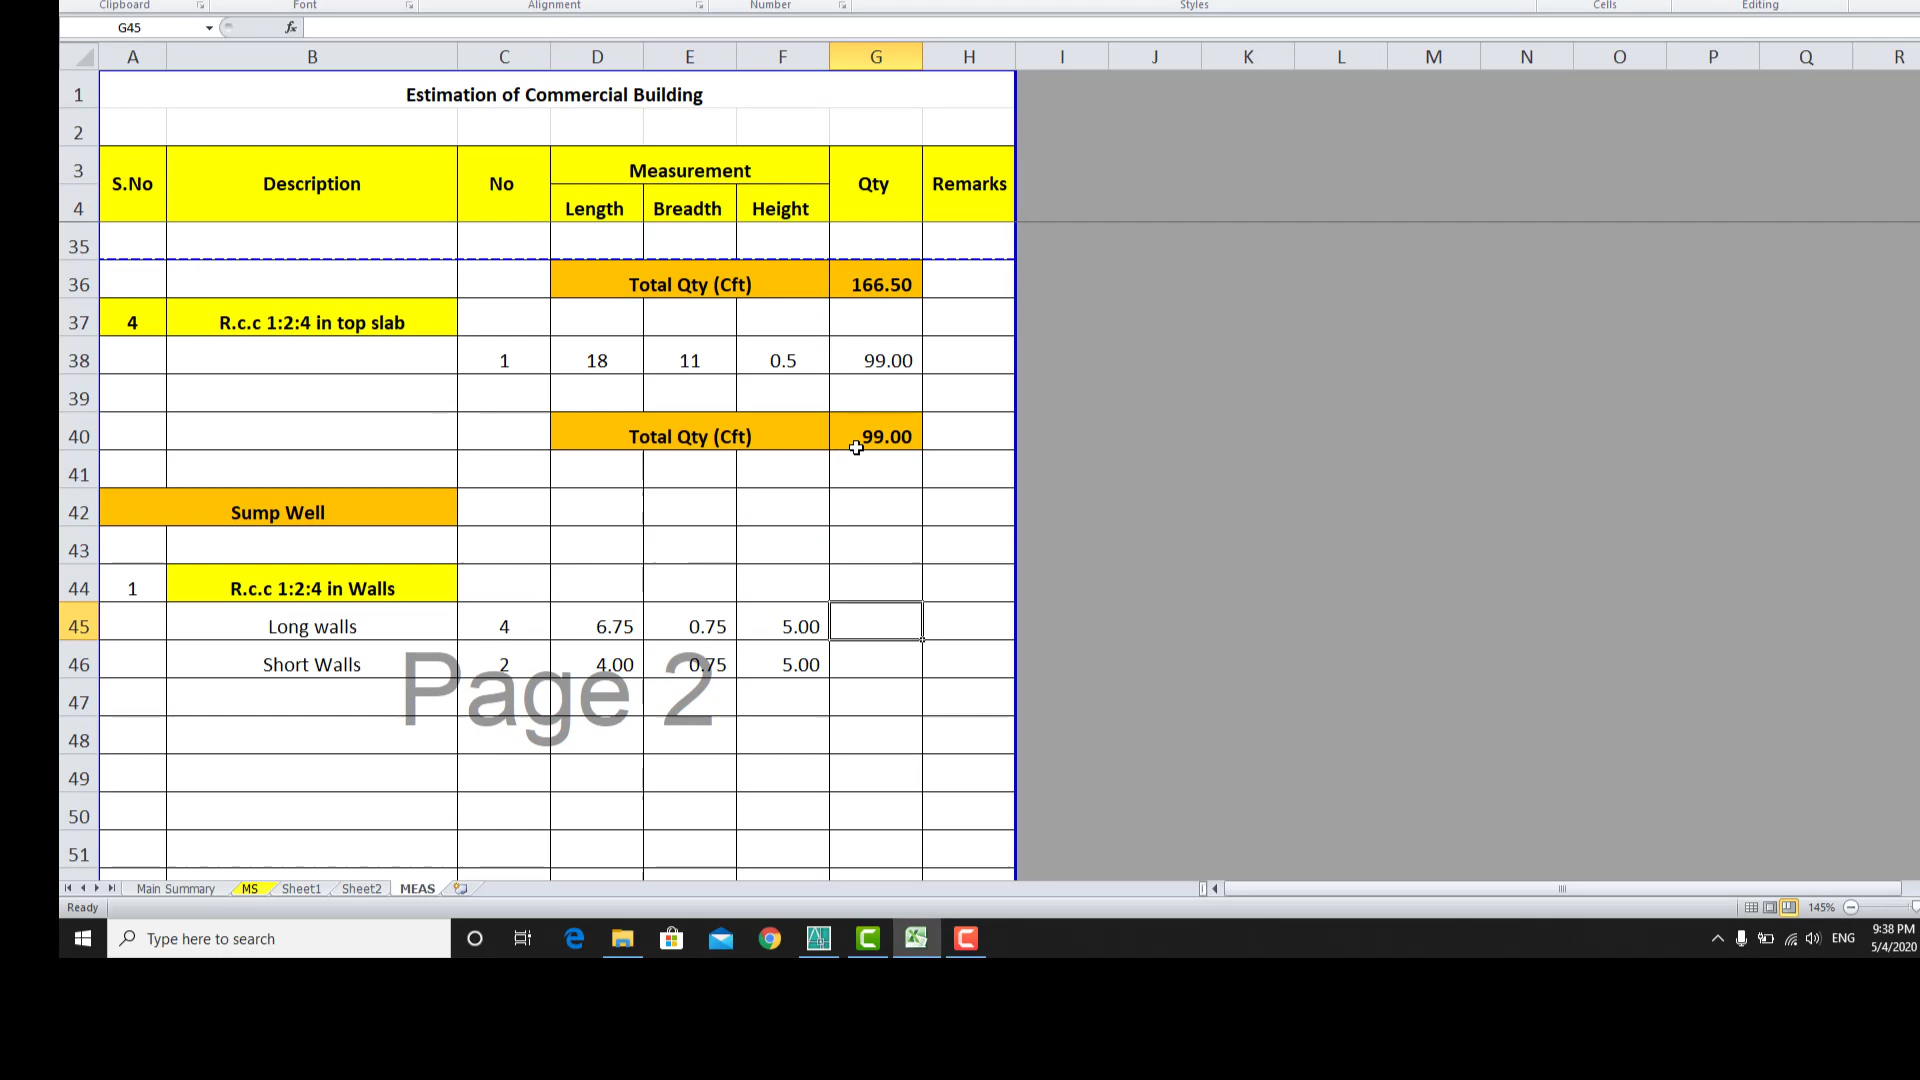 Clipboard Font Alignment Number Styles Cells Editing
G45 fx
A B C D E F G H I J K L M N O P Q R
1 Estimation of Commercial Building
2
3 S.No Description No Measurement Qty Remarks
4 Length Breadth Height
35
36 Total Qty (Cft) 166.50
37 4 R.c.c 1:2:4 in top slab
38 1 18 11 0.5 99.00
39
40 Total Qty (Cft) 99.00
41
42 Sump Well
43
44 1 R.c.c 1:2:4 in Walls
45 Long walls 4 6.75 0.75 5.00
46 Short Walls 2 4.00 0.75 5.00
Page 2
47
48
49
50
51
Main Summary MS Sheet1 Sheet2 MEAS
Ready 145%
Type here to search ENG 9:38 PM
5/4/2020